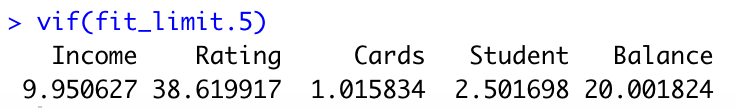 > vif(fit_limit.5)
Income Rating Cards Student Balance
9.950627 38.619917 1.015834 2.501698 20.001824